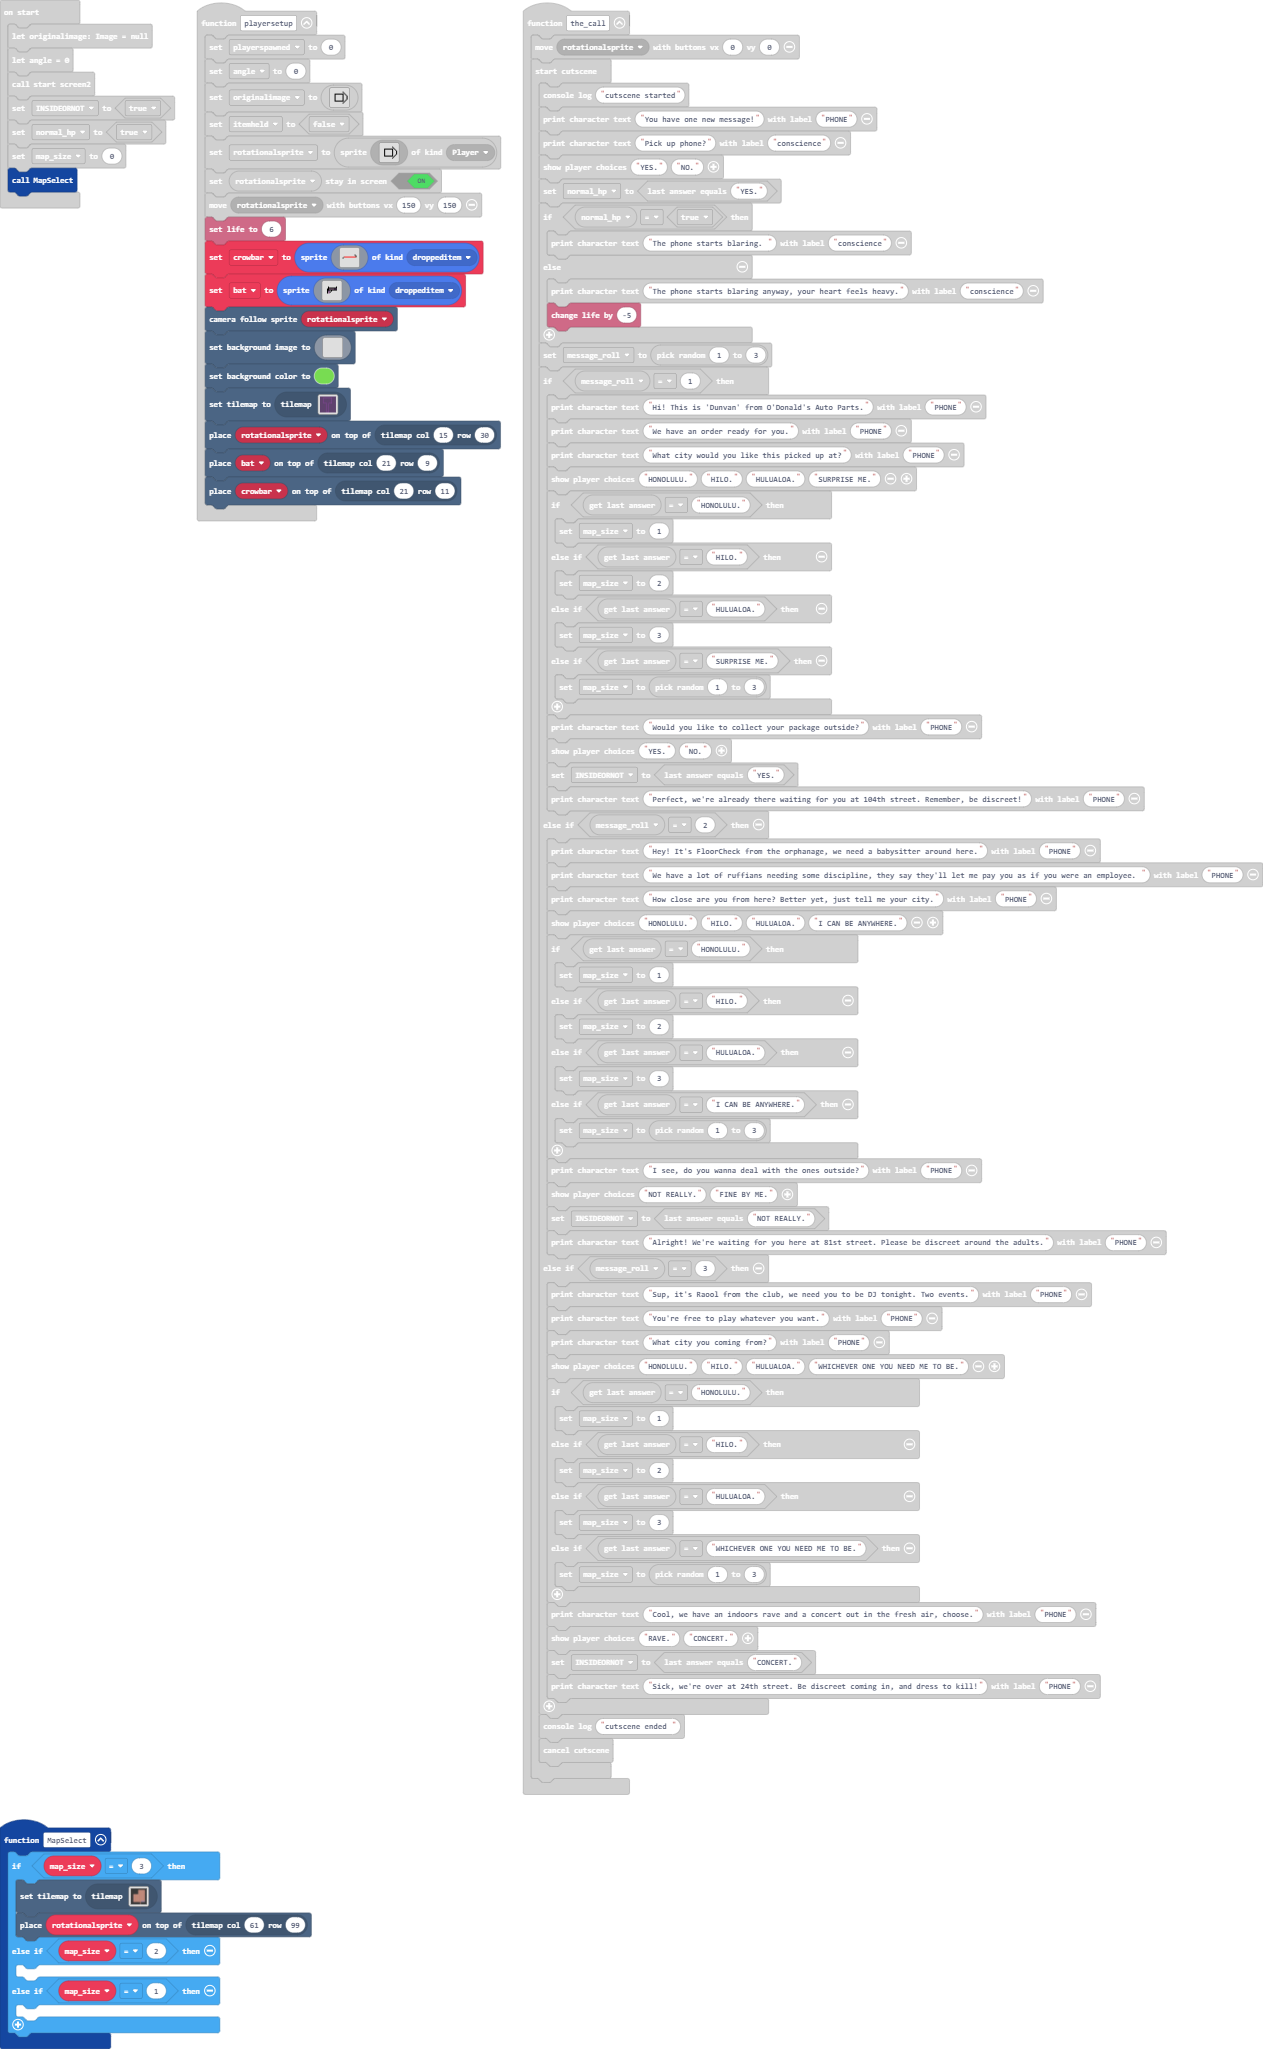 on start
let originalimage: Image = null
let angle = 0
call start screen2
set INSIDEORNOT to true
set normal_hp to true
set map_size to 0
call MapSelect
function playersetup
set playerspawned to 0
set angle to 0
set originalimage to
set itemheld to false
set rotationalsprite to sprite of kind Player
set rotationalsprite stay in screen ON
move rotationalsprite with buttons vx 150 vy 150
set life to 6
set crowbar to sprite of kind droppeditem
set bat to sprite of kind droppeditem
camera follow sprite rotationalsprite
set background image to
set background color to
set tilemap to tilemap
place rotationalsprite on top of tilemap col 15 row 30
place bat on top of tilemap col 21 row 9
place crowbar on top of tilemap col 21 row 11
function the_call
move rotationalsprite with buttons vx 0 vy 0
start cutscene
console log "cutscene started"
print character text "You have one new message!" with label "PHONE"
print character text "Pick up phone?" with label "conscience"
show player choices "YES." "NO."
set normal_hp to last answer equals "YES."
if normal_hp = true then
print character text "The phone starts blaring. " with label "conscience"
else
print character text "The phone starts blaring anyway, your heart feels heavy." with label "conscience"
change life by -5
set message_roll to pick random 1 to 3
if message_roll = 1 then
print character text "Hi! This is 'Dunvan' from O'Donald's Auto Parts." with label "PHONE"
print character text "We have an order ready for you." with label "PHONE"
print character text "What city would you like this picked up at?" with label "PHONE"
show player choices "HONOLULU." "HILO." "HULUALOA." "SURPRISE ME."
if get last answer = "HONOLULU." then
set map_size to 1
else if get last answer = "HILO." then
set map_size to 2
else if get last answer = "HULUALOA." then
set map_size to 3
else if get last answer = "SURPRISE ME." then
set map_size to pick random 1 to 3
print character text "Would you like to collect your package outside?" with label "PHONE"
show player choices "YES." "NO."
set INSIDEORNOT to last answer equals "YES."
print character text "Perfect, we're already there waiting for you at 104th street. Remember, be discreet!" with label "PHONE"
else if message_roll = 2 then
print character text "Hey! It's FloorCheck from the orphanage, we need a babysitter around here." with label "PHONE"
print character text "We have a lot of ruffians needing some discipline, they say they'll let me pay you as if you were an employee. " with label "PHONE"
print character text "How close are you from here? Better yet, just tell me your city." with label "PHONE"
show player choices "HONOLULU." "HILO." "HULUALOA." "I CAN BE ANYWHERE."
if get last answer = "HONOLULU." then
set map_size to 1
else if get last answer = "HILO." then
set map_size to 2
else if get last answer = "HULUALOA." then
set map_size to 3
else if get last answer = "I CAN BE ANYWHERE." then
set map_size to pick random 1 to 3
print character text "I see, do you wanna deal with the ones outside?" with label "PHONE"
show player choices "NOT REALLY." "FINE BY ME."
set INSIDEORNOT to last answer equals "NOT REALLY."
print character text "Alright! We're waiting for you here at 81st street. Please be discreet around the adults." with label "PHONE"
else if message_roll = 3 then
print character text "Sup, it's Raool from the club, we need you to be DJ tonight. Two events." with label "PHONE"
print character text "You're free to play whatever you want." with label "PHONE"
print character text "What city you coming from?" with label "PHONE"
show player choices "HONOLULU." "HILO." "HULUALOA." "WHICHEVER ONE YOU NEED ME TO BE."
if get last answer = "HONOLULU." then
set map_size to 1
else if get last answer = "HILO." then
set map_size to 2
else if get last answer = "HULUALOA." then
set map_size to 3
else if get last answer = "WHICHEVER ONE YOU NEED ME TO BE." then
set map_size to pick random 1 to 3
print character text "Cool, we have an indoors rave and a concert out in the fresh air, choose." with label "PHONE"
show player choices "RAVE." "CONCERT."
set INSIDEORNOT to last answer equals "CONCERT."
print character text "Sick, we're over at 24th street. Be discreet coming in, and dress to kill!" with label "PHONE"
console log "cutscene ended "
cancel cutscene
function MapSelect
if map_size = 3 then
set tilemap to tilemap
place rotationalsprite on top of tilemap col 61 row 99
else if map_size = 2 then
else if map_size = 1 then